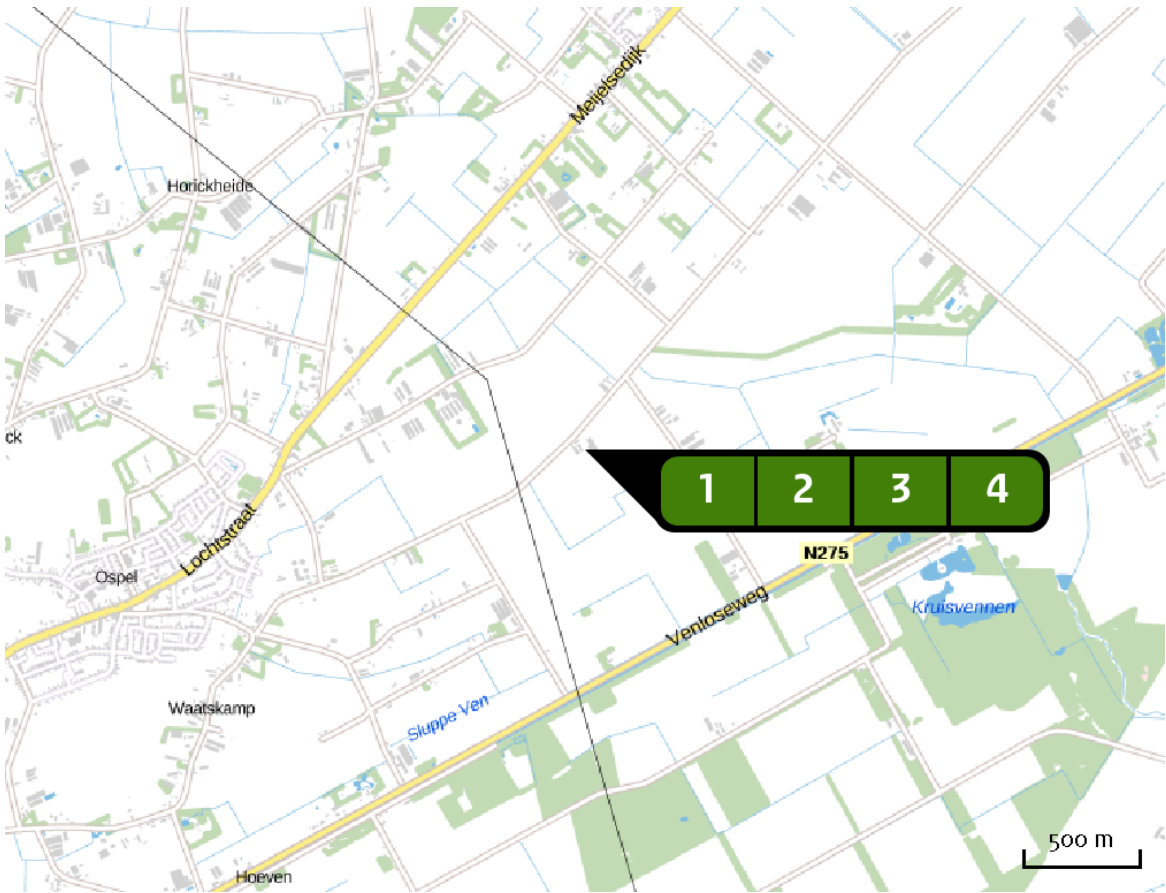 Meijelsedijk
Horickheide
ck
1 2 3 4
Lochtstraat
N275
Ospel
Venloseweg
Kruisvennen
Waatskamp
Sluppe Ven
500 m
Hoeven